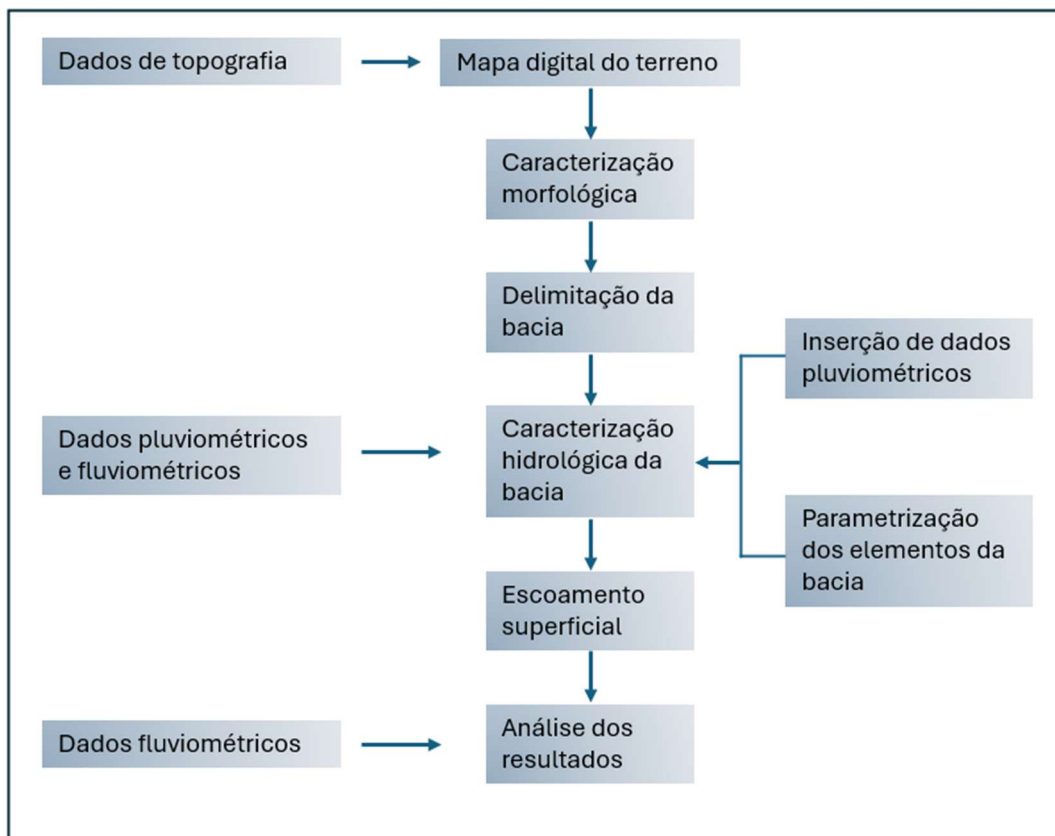 Dados de topografia
Mapa digital do terreno
Caracterização
morfológica
Delimitação da
bacia
Inserção de dados
pluviométricos
Dados pluviométricos
e fluviométricos
Caracterização
hidrológica da
bacia
Parametrização
dos elementos da
bacia
Escoamento
superficial
Dados fluviométricos
Análise dos
resultados